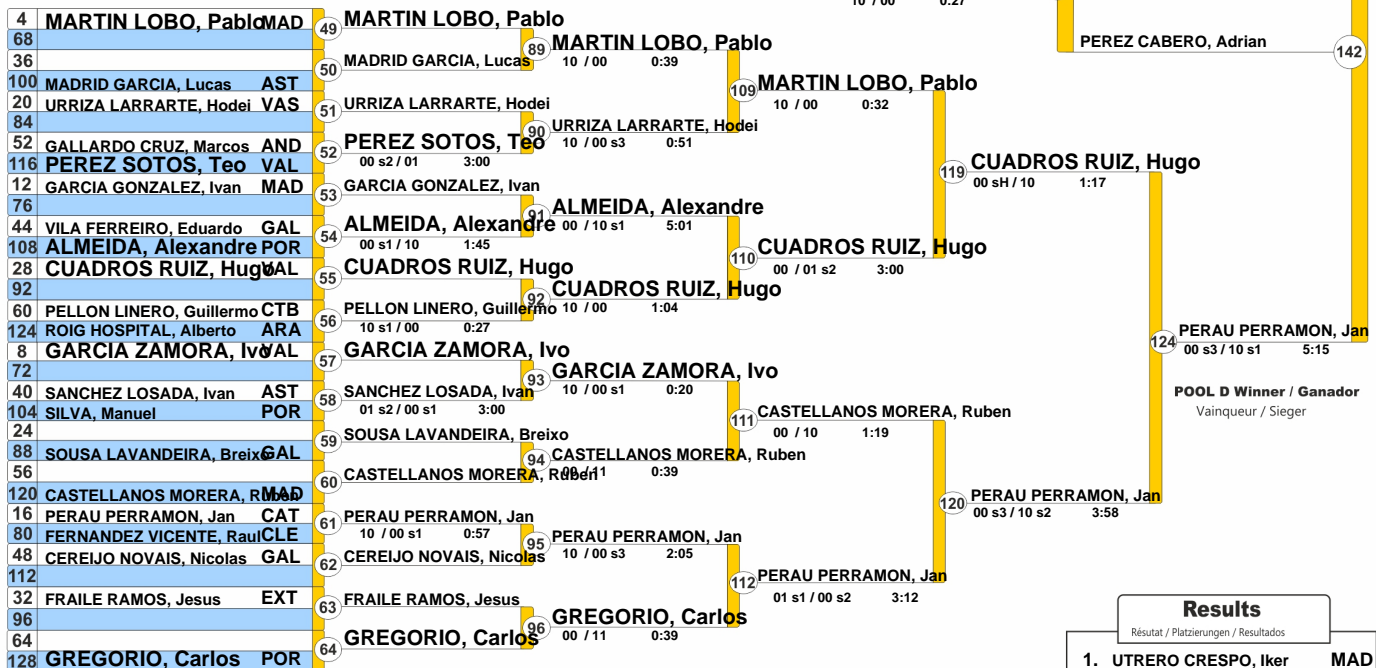 10 / 00 0:27
4 MARTIN LOBO, Pablo MAD
68
36
100 MADRID GARCIA, Lucas AST
20 URRIZA LARRARTE, Hodei VAS
84
52 GALLARDO CRUZ, Marcos AND
116 PEREZ SOTOS, Teo VAL
12 GARCIA GONZALEZ, Ivan MAD
76
44 VILA FERREIRO, Eduardo GAL
108 ALMEIDA, Alexandre POR
28 CUADROS RUIZ, Hugo VAL
92
60 PELLON LINERO, Guillermo CTB
124 ROIG HOSPITAL, Alberto ARA
8 GARCIA ZAMORA, Ivo VAL
72
40 SANCHEZ LOSADA, Ivan AST
104 SILVA, Manuel POR
24
88 SOUSA LAVANDEIRA, Breixo GAL
56
120 CASTELLANOS MORERA, Ruben MAD
16 PERAU PERRAMON, Jan CAT
80 FERNANDEZ VICENTE, Raul CLE
48 CEREIJO NOVAIS, Nicolas GAL
112
32 FRAILE RAMOS, Jesus EXT
96
64
128 GREGORIO, Carlos POR
49 MARTIN LOBO, Pablo
50 MADRID GARCIA, Lucas
51 URRIZA LARRARTE, Hodei
52 PEREZ SOTOS, Teo
00 s2 / 01 3:00
53 GARCIA GONZALEZ, Ivan
54 ALMEIDA, Alexandre
00 s1 / 10 1:45
55 CUADROS RUIZ, Hugo
56 PELLON LINERO, Guillermo
10 s1 / 00 0:27
57 GARCIA ZAMORA, Ivo
58 SANCHEZ LOSADA, Ivan
01 s2 / 00 s1 3:00
59 SOUSA LAVANDEIRA, Breixo
60 CASTELLANOS MORERA, Ruben
61 PERAU PERRAMON, Jan
10 / 00 s1 0:57
62 CEREIJO NOVAIS, Nicolas
63 FRAILE RAMOS, Jesus
64 GREGORIO, Carlos
89 MARTIN LOBO, Pablo
10 / 00 0:39
90 URRIZA LARRARTE, Hodei
10 / 00 s3 0:51
91 ALMEIDA, Alexandre
00 / 10 s1 5:01
92 CUADROS RUIZ, Hugo
10 / 00 1:04
93 GARCIA ZAMORA, Ivo
10 / 00 s1 0:20
94 CASTELLANOS MORERA, Ruben
00 / 11 0:39
95 PERAU PERRAMON, Jan
10 / 00 s3 2:05
96 GREGORIO, Carlos
00 / 11 0:39
109 MARTIN LOBO, Pablo
10 / 00 0:32
110 CUADROS RUIZ, Hugo
00 / 01 s2 3:00
111 CASTELLANOS MORERA, Ruben
00 / 10 1:19
112 PERAU PERRAMON, Jan
01 s1 / 00 s2 3:12
119 CUADROS RUIZ, Hugo
00 sH / 10 1:17
120 PERAU PERRAMON, Jan
00 s3 / 10 s2 3:58
PEREZ CABERO, Adrian 142
124 PERAU PERRAMON, Jan
00 s3 / 10 s1 5:15
POOL D Winner / Ganador
Vainqueur / Sieger
Results
Résutat / Platzierungen / Resultados
1. UTRERO CRESPO, Iker MAD